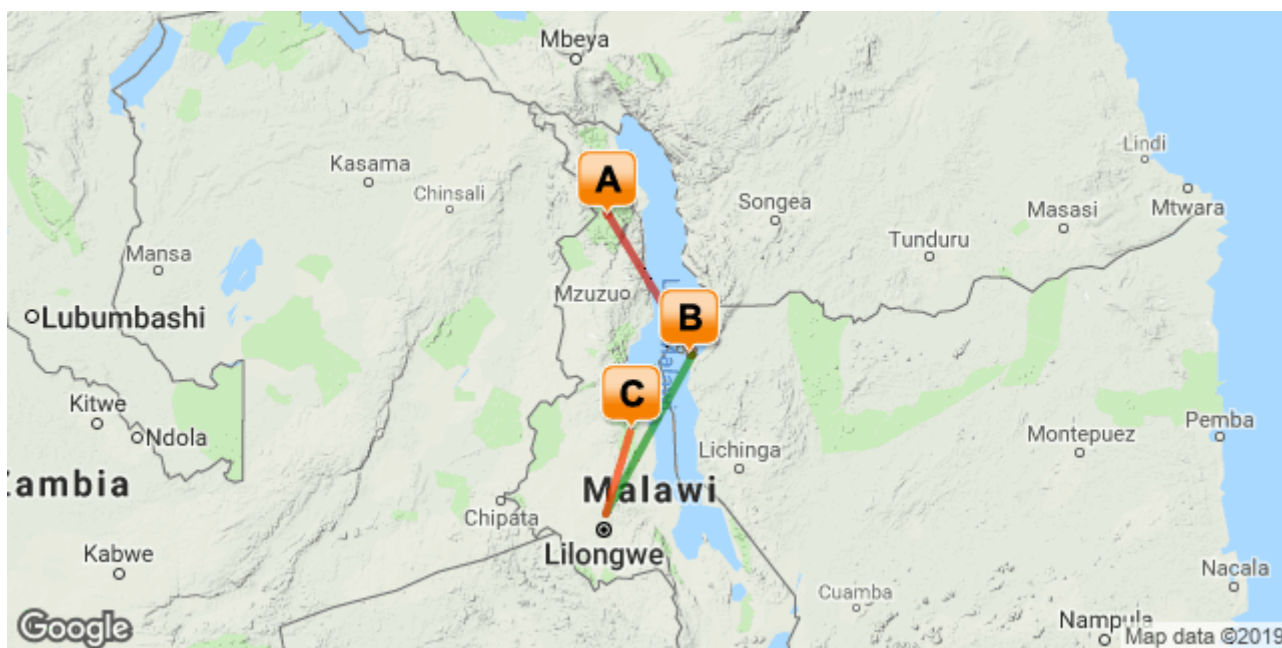 Mbeya
Lindi
Kasama
A
Chinsali
Songea
Masasi
Mtwara
Tunduru
Mansa
Mzuzu
B
Lubumbashi
C
Kitwe
Pemba
Ndola
Montepuez
Lichinga
Malawi
Zambia
Chipata
Lilongwe
Kabwe
Nacala
Cuamba
Nampula
Google
Map data ©2019